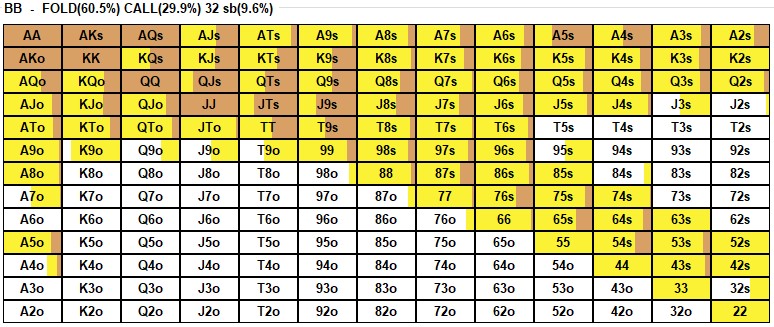 BB - FOLD(60.5%) CALL(29.9%) 32 sb(9.6%)
AA AKs AQs AJs ATs A9s A8s A7s A6s A5s A4s A3s A2s
AKo KK KQs KJs KTs K9s K8s K7s K6s K5s K4s K3s K2s
AQo KQo QQ QJs QTs Q9s Q8s Q7s Q6s Q5s Q4s Q3s Q2s
AJo KJo QJo JJ JTs J9s J8s J7s J6s J5s J4s J3s J2s
ATo KTo QTo JTo TT T9s T8s T7s T6s T5s T4s T3s T2s
A9o K9o Q9o J9o T9o 99 98s 97s 96s 95s 94s 93s 92s
A8o K8o Q8o J8o T8o 98o 88 87s 86s 85s 84s 83s 82s
A7o K7o Q7o J7o T7o 97o 87o 77 76s 75s 74s 73s 72s
A6o K6o Q6o J6o T6o 96o 86o 76o 66 65s 64s 63s 62s
A5o K5o Q5o J5o T5o 95o 85o 75o 65o 55 54s 53s 52s
A4o K4o Q4o J4o T4o 94o 84o 74o 64o 54o 44 43s 42s
A3o K3o Q3o J3o T3o 93o 83o 73o 63o 53o 43o 33 32s
A2o K2o Q2o J2o T2o 92o 82o 72o 62o 52o 42o 32o 22